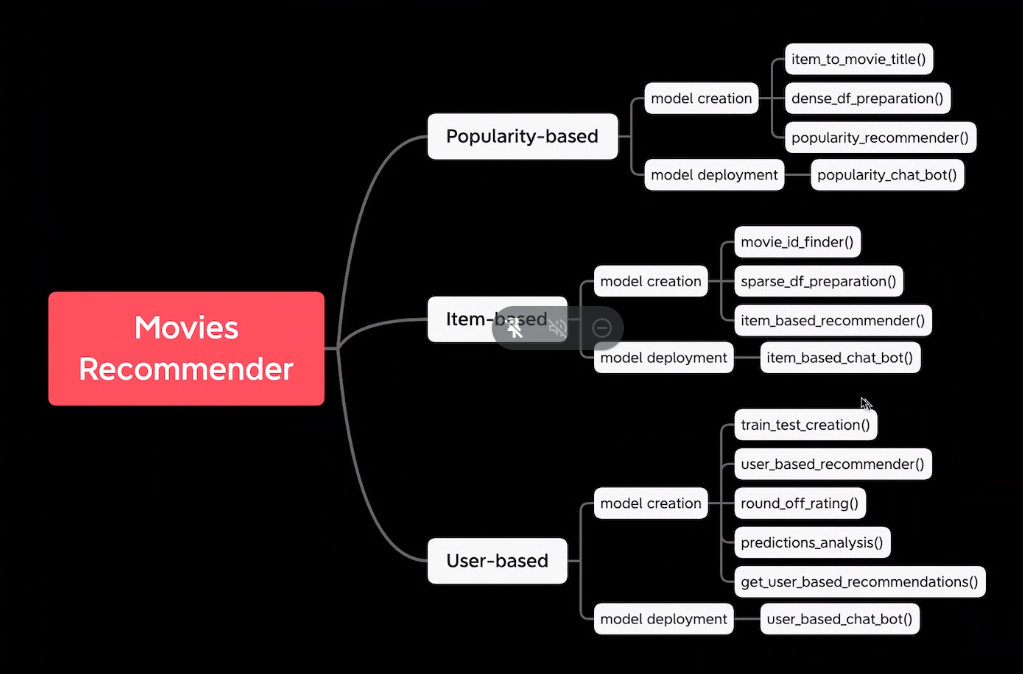 Movies
Recommender
Popularity-based
model creation
item_to_movie_title()
dense_df_preparation()
popularity_recommender()
model deployment
popularity_chat_bot()
Item-based
model creation
movie_id_finder()
sparse_df_preparation()
item_based_recommender()
model deployment
item_based_chat_bot()
User-based
model creation
train_test_creation()
user_based_recommender()
round_off_rating()
predictions_analysis()
get_user_based_recommendations()
model deployment
user_based_chat_bot()